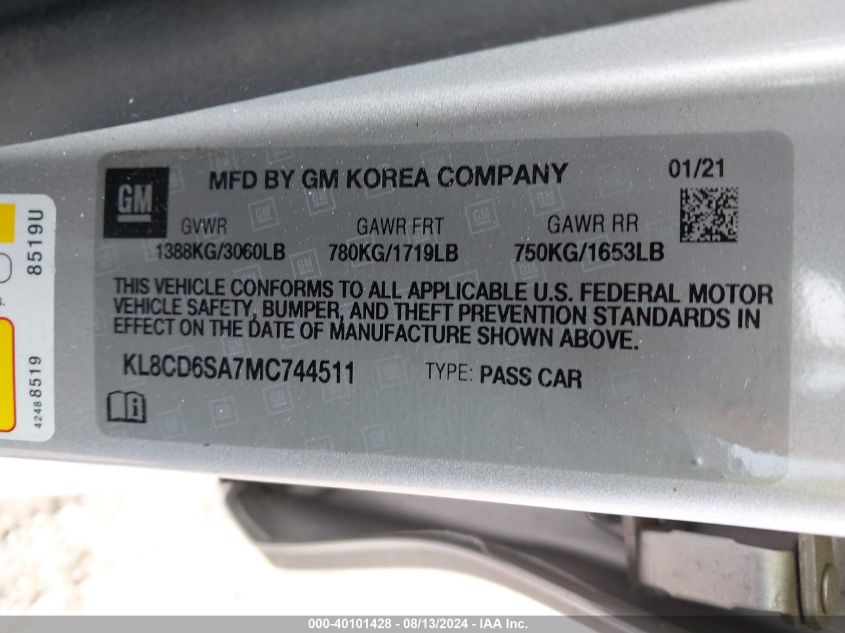 GM
MFD BY GM KOREA COMPANY
01/21
GVWR GAWR FRT GAWR RR
1388KG/3060LB 780KG/1719LB 750KG/1653LB
THIS VEHICLE CONFORMS TO ALL APPLICABLE U.S. FEDERAL MOTOR
VEHICLE SAFETY, BUMPER, AND THEFT PREVENTION STANDARDS IN
EFFECT ON THE DATE OF MANUFACTURE SHOWN ABOVE.
KL8CD6SA7MC744511 TYPE: PASS CAR
8519U
42488519
000-40101428 - 08/13/2024 - IAA Inc.